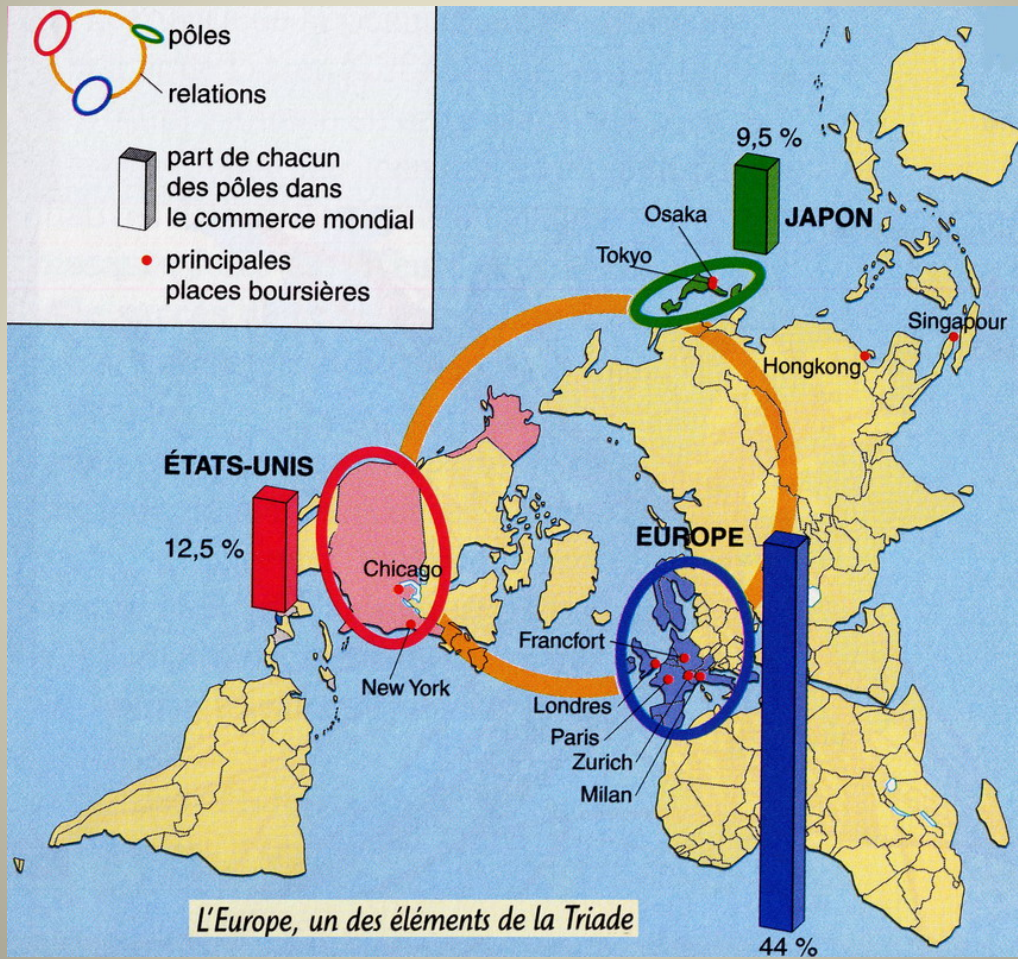 pôles
relations
part de chacun
des pôles dans
le commerce mondial
principales
places boursières
9,5 %
JAPON
Osaka
Tokyo
Singapour
Hongkong
ÉTATS-UNIS
12,5 %
EUROPE
Chicago
New York
Francfort
Londres
Paris
Zurich
Milan
L'Europe, un des éléments de la Triade
44 %